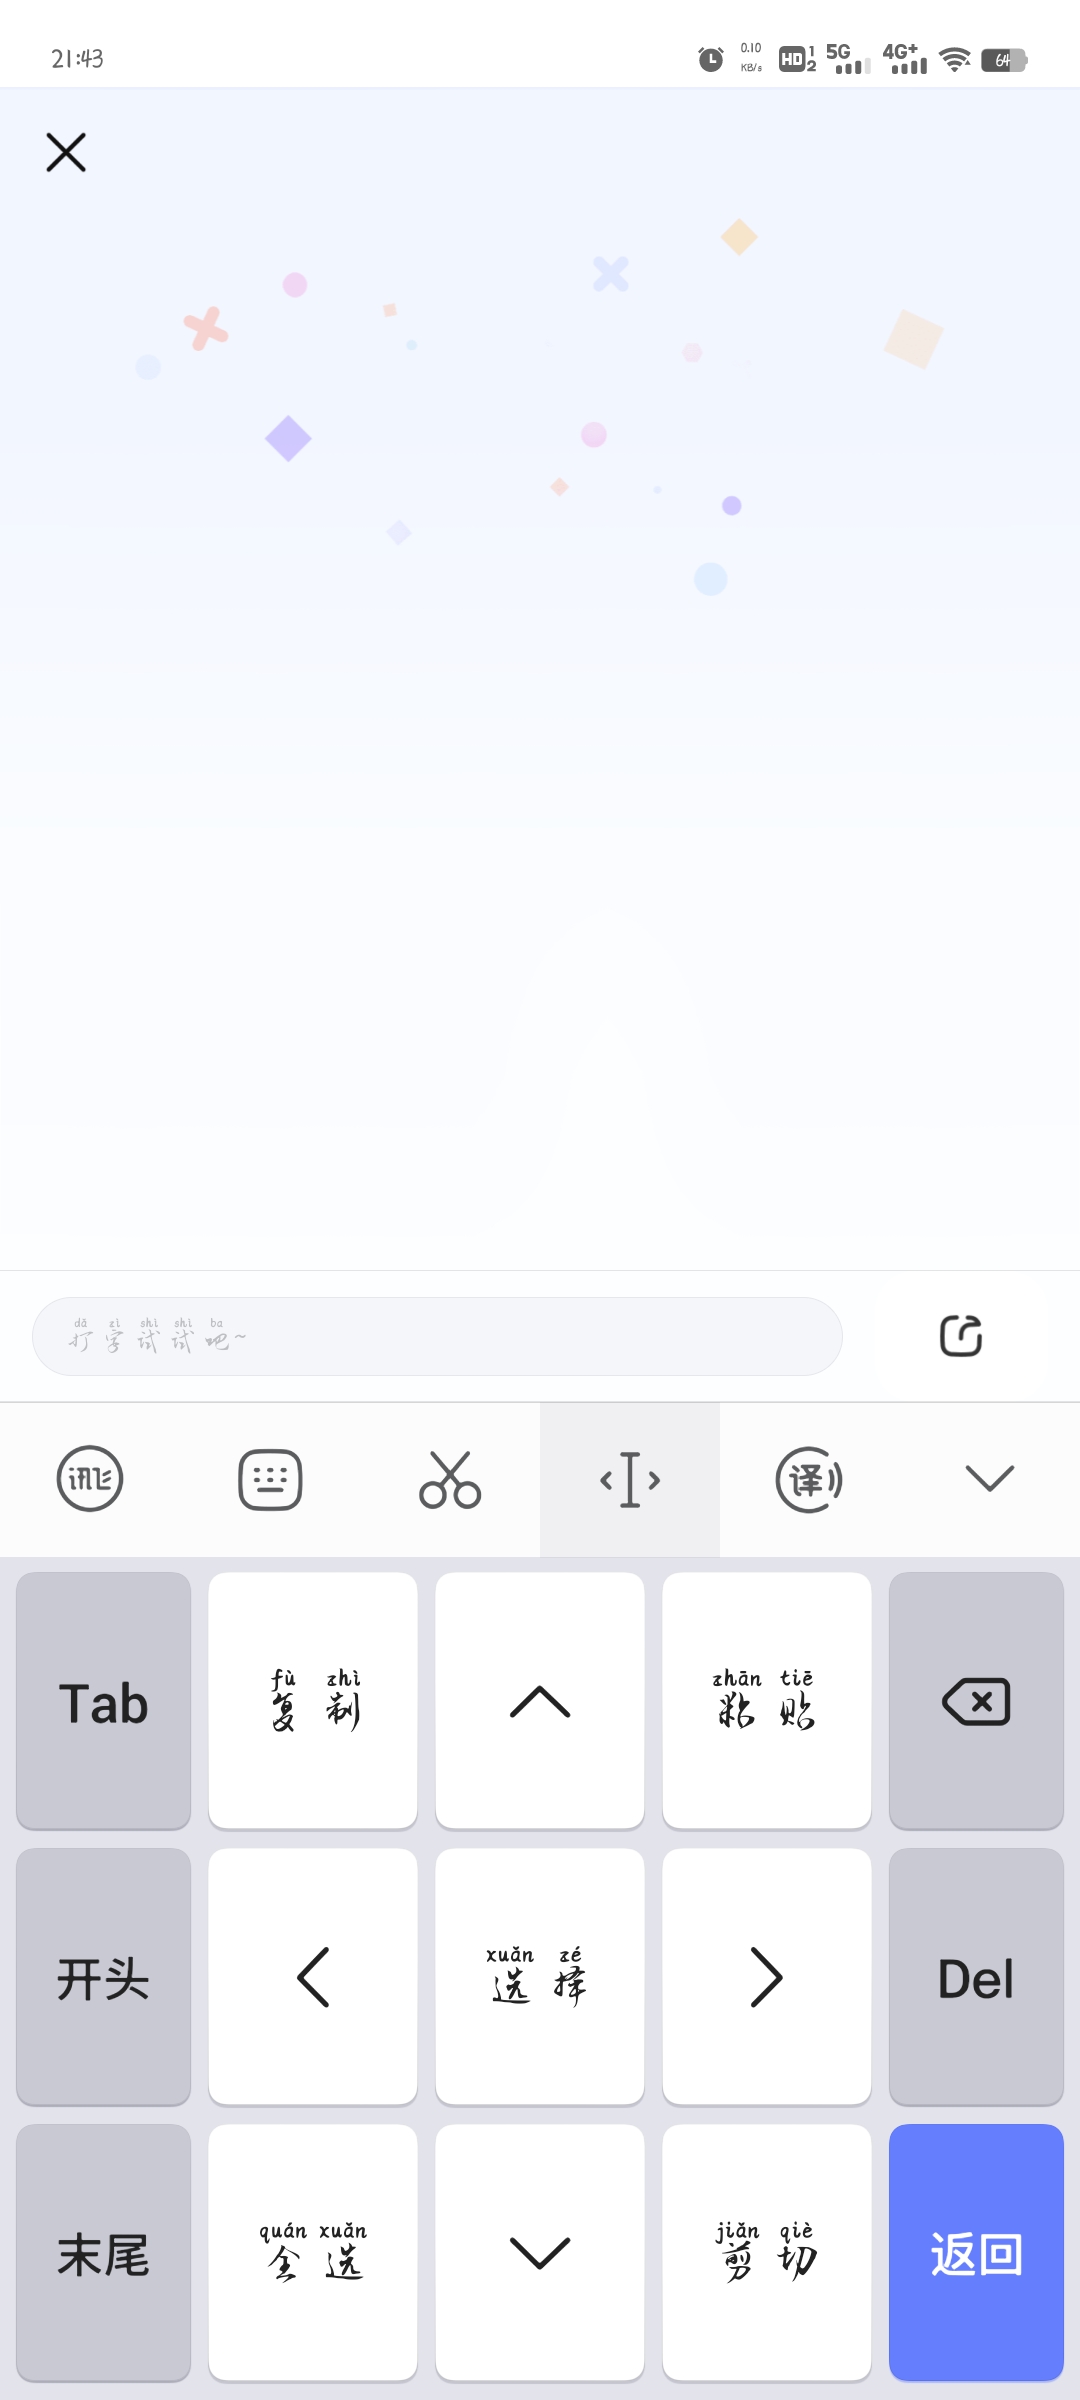 21:43 0.10 KB/s HD 1 2 5G 4G+ 64
dǎ zì shì shì ba
打字试试吧~
讯飞 译
Tab
fù zhì
复制
zhān tiē
粘贴
开头
xuǎn zé
选择
Del
末尾
quán xuǎn
全选
jiǎn qiè
剪切
返回